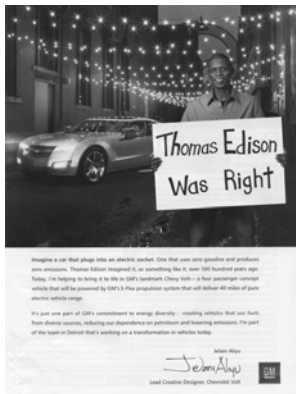 Thomas Edison
Was Right
Imagine a car that plugs into an electric socket. One that uses zero gasoline and produces
zero emissions. Thomas Edison imagined it, or something like it, over 100 hundred years ago.
Today, I'm helping to bring it to life in GM's landmark Chevy Volt— a four passenger concept
vehicle that will be powered by GM's E-Flex propulsion system that will deliver 40 miles of pure
electric vehicle range.
It's just one part of GM's commitment to energy diversity – creating vehicles that use fuels
from diverse sources, reducing our dependence on petroleum and lowering emissions. I'm part
of the team in Detroit that's working on a transformation in vehicles today.
Jelani Aliyu
Jelani Aliyu
Lead Creative Designer, Chevrolet Volt
GM